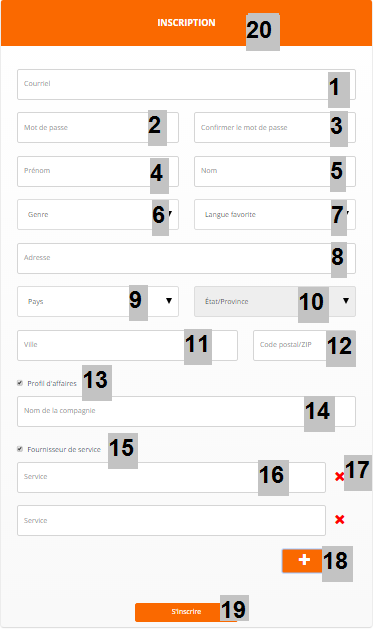 INSCRIPTION 20
Courriel 1
Mot de passe 2 Confirmer le mot de passe 3
Prénom 4 Nom 5
Genre 6 Langue favorite 7
Adresse 8
Pays 9 État/Province 10
Ville 11 Code postal/ZIP 12
Profil d'affaires 13
Nom de la compagnie 14
Fournisseur de service 15
Service 16 17
Service
18
S'inscrire 19